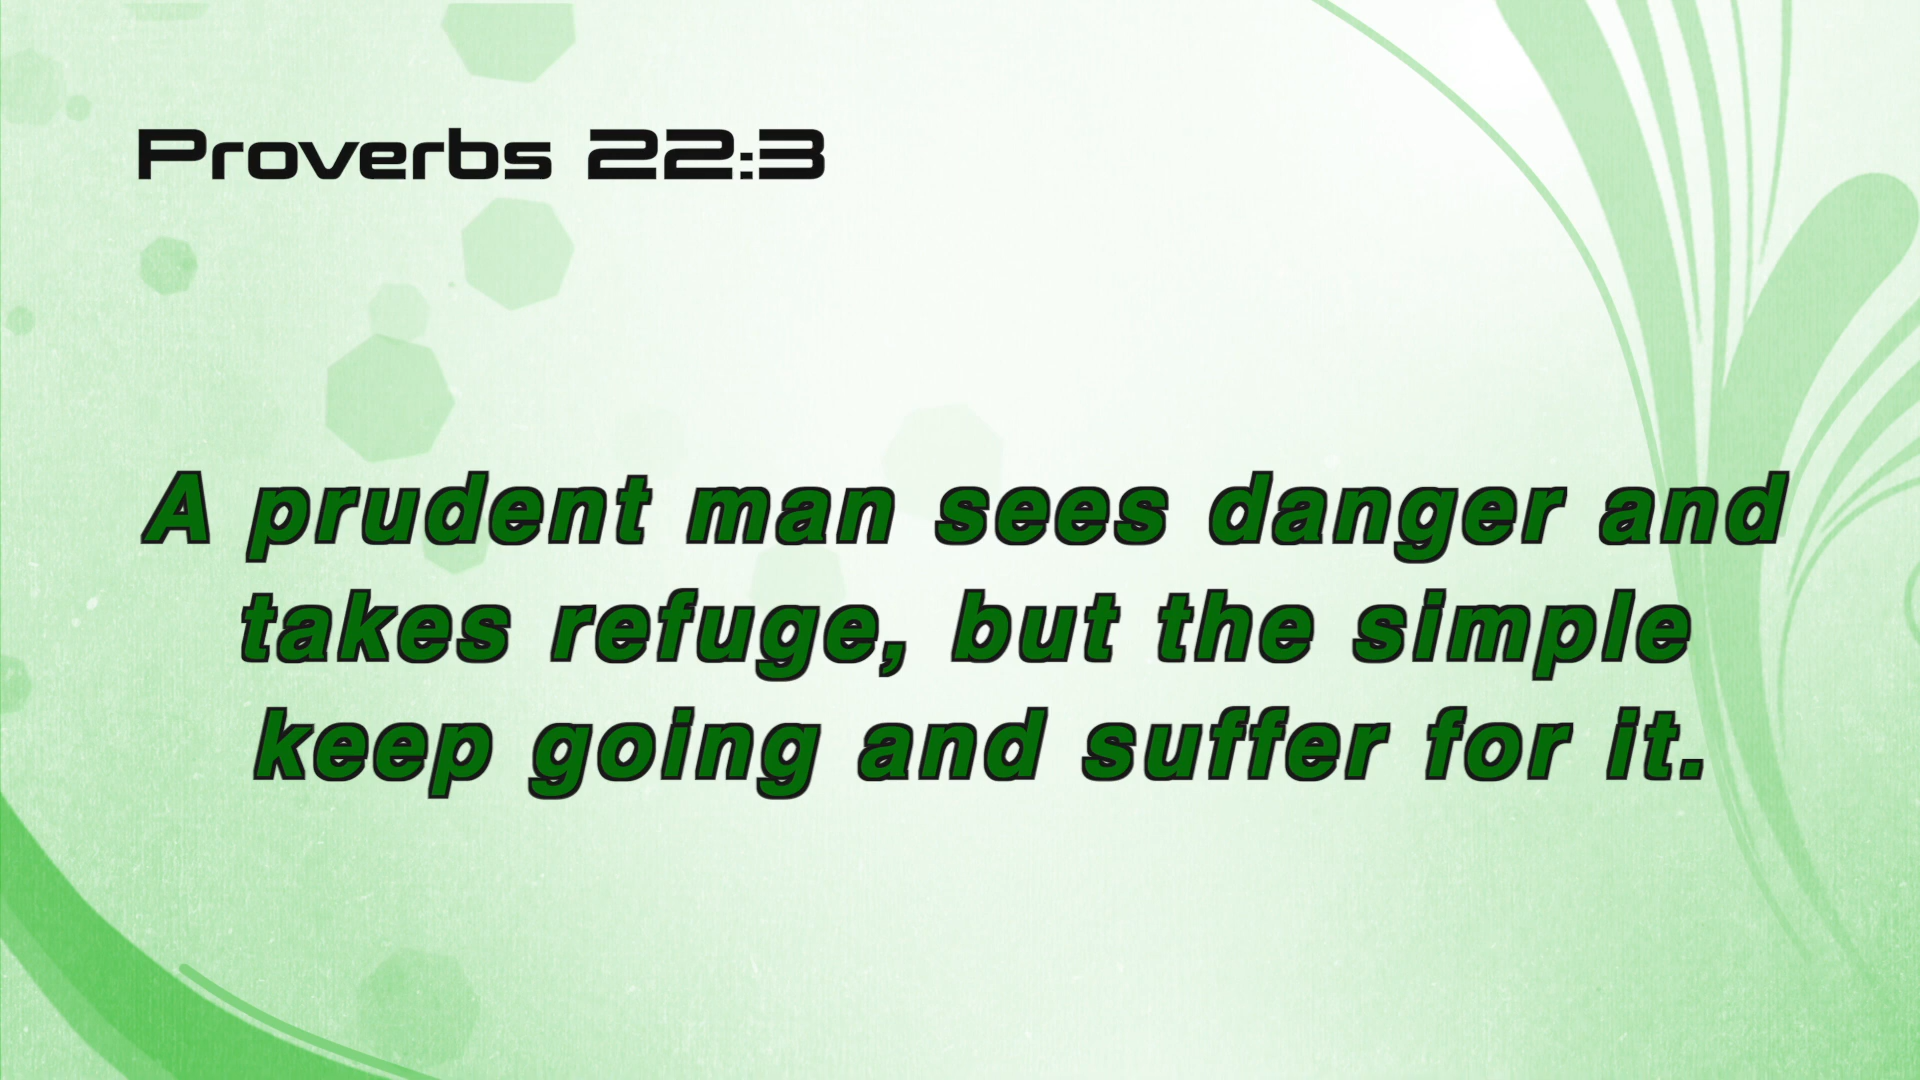 Proverbs 22:3
A prudent man sees danger and
takes refuge, but the simple
keep going and suffer for it.